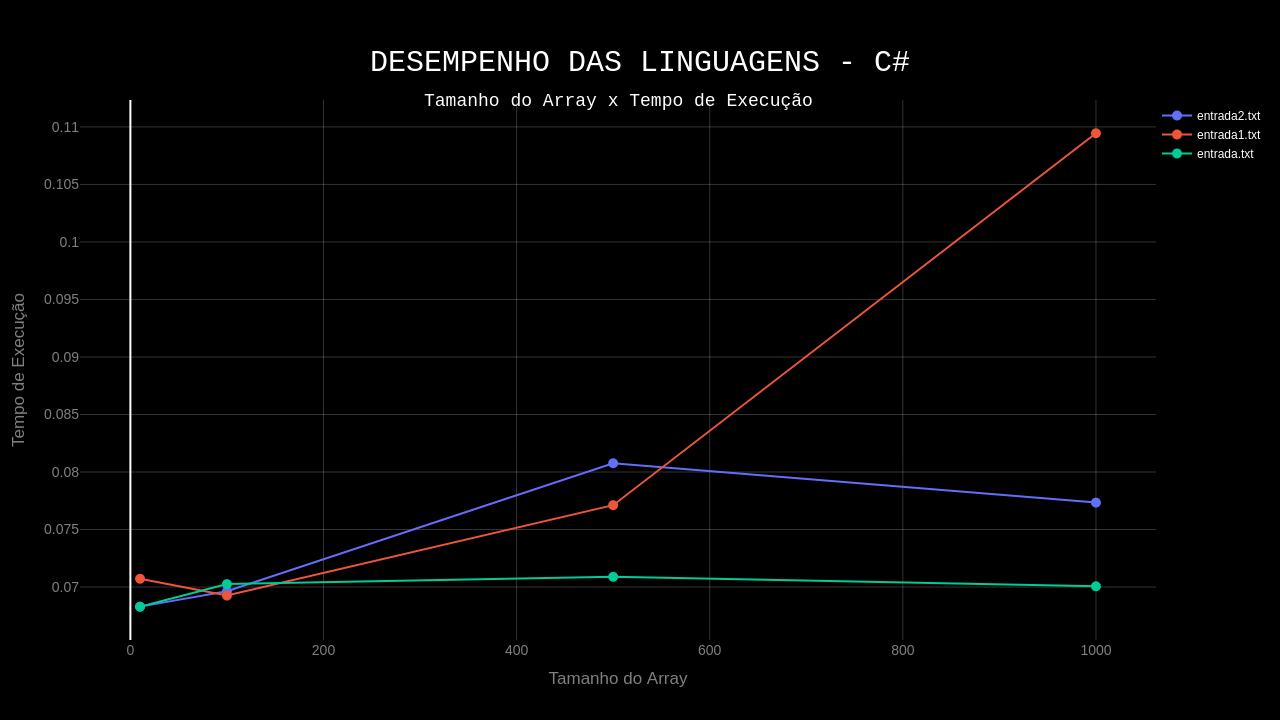 DESEMPENHO DAS LINGUAGENS - C#
Tamanho do Array x Tempo de Execução
entrada2.txt
entrada1.txt
entrada.txt
0.11
0.105
0.1
0.095
0.09
0.085
0.08
0.075
0.07
Tempo de Execução
0
200
400
600
800
1000
Tamanho do Array